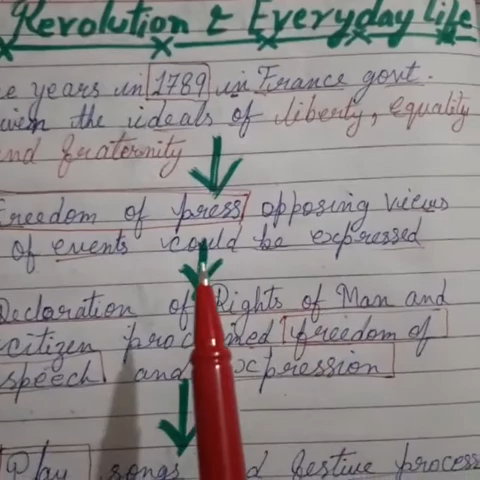 Revolution & Everyday life
years in 1789 in France govt.
the ideals of liberty, equality
and fraternity
Freedom of press opposing views
of events could be expressed
Declaration of Rights of Man and
citizen freedom of
speech and expression
Play songs festive process